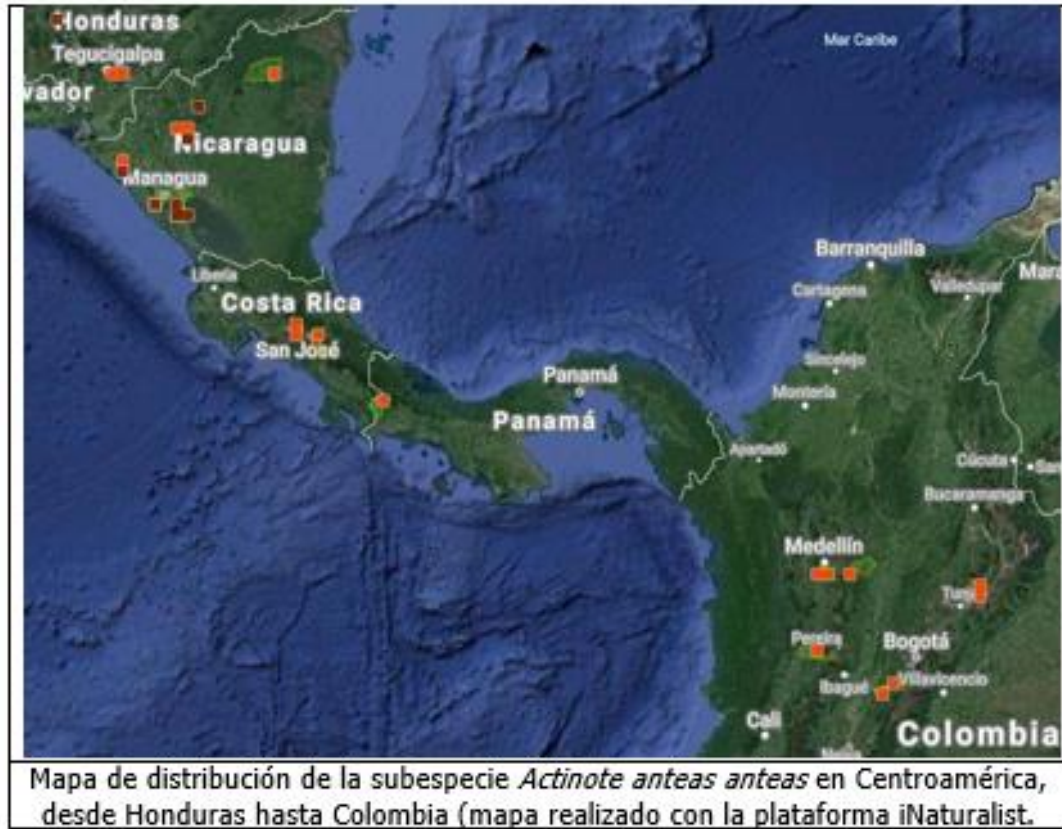 Honduras
Tegucigalpa
vador
Mar Caribe
Nicaragua
Managua
Liberia
Costa Rica
San José
Barranquilla
Mara
Cartagena
Valledupar
Sincelejo
Montería
Panamá
Panamá
Apartadó
Cúcuta
San
Bucaramanga
Medellín
Tunja
Pereira
Bogotá
Ibagué
Villavicencio
Cali
Colombia
Mapa de distribución de la subespecie Actinote anteas anteas en Centroamérica,
desde Honduras hasta Colombia (mapa realizado con la plataforma iNaturalist.